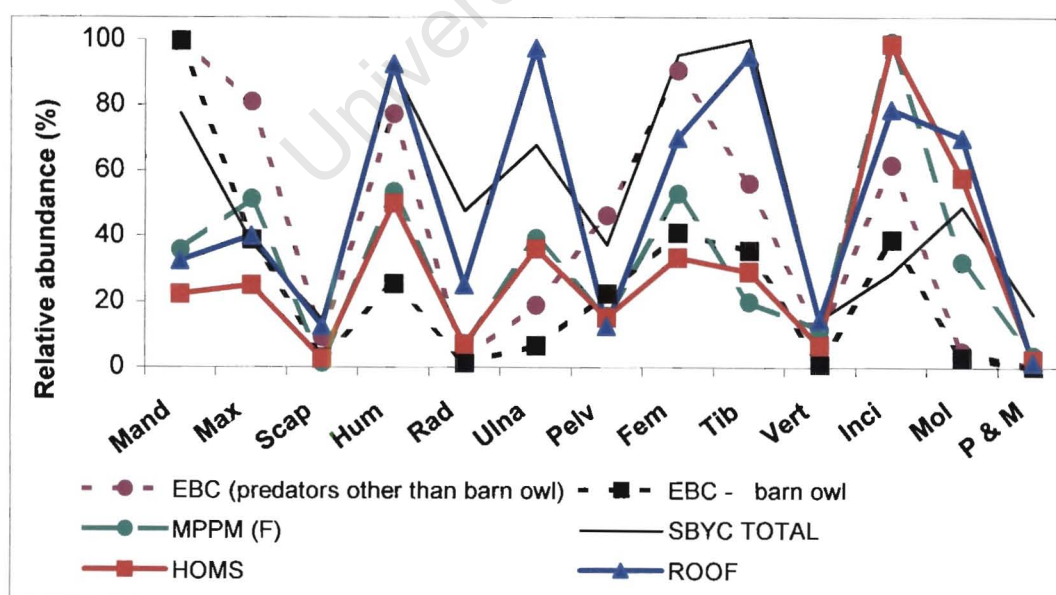 Univers
Relative abundance (%)
100
80
60
40
20
0
Mand Max Scap Hum Rad Ulna Pelv Fem Tib Vert Inci Mol P & M
EBC (predators other than barn owl) EBC - barn owl
MPPM (F) SBYC TOTAL
HOMS ROOF